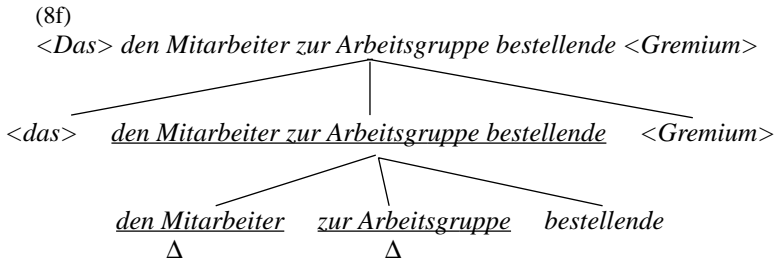 (8f)
<Das> den Mitarbeiter zur Arbeitsgruppe bestellende <Gremium>
<das> den Mitarbeiter zur Arbeitsgruppe bestellende <Gremium>
den Mitarbeiter zur Arbeitsgruppe bestellende
Δ Δ